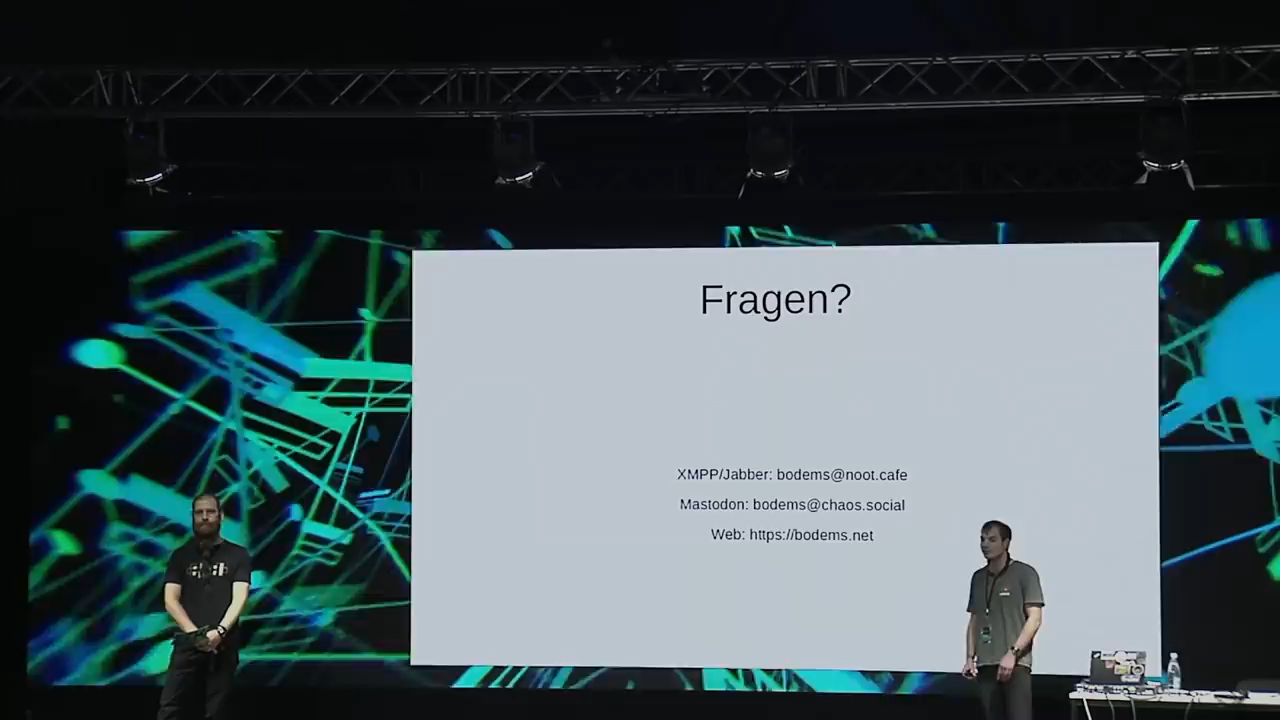 Fragen?
XMPP/Jabber: bodems@noot.cafe
Mastodon: bodems@chaos.social
Web: https://bodems.net